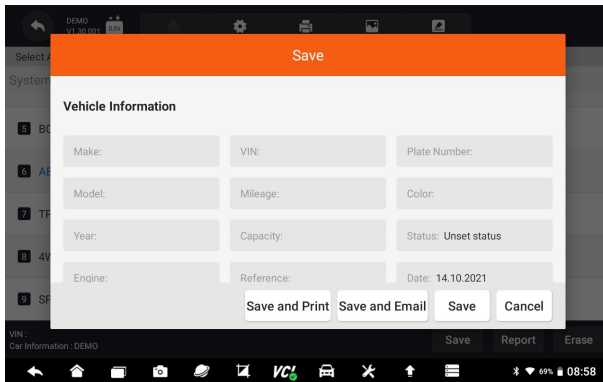 DEMO
V1.30.001 0.0V
Save
Select A
System
Vehicle Information
5 BC
Make: VIN: Plate Number:
6 AE
Model: Mileage: Color:
7 TF
Year: Capacity: Status: Unset status
8 4V
Engine: Reference: Date: 14.10.2021
9 SF
Save and Print Save and Email Save Cancel
VIN :
Car Information : DEMO
Save Report Erase
VCI 69% 08:58